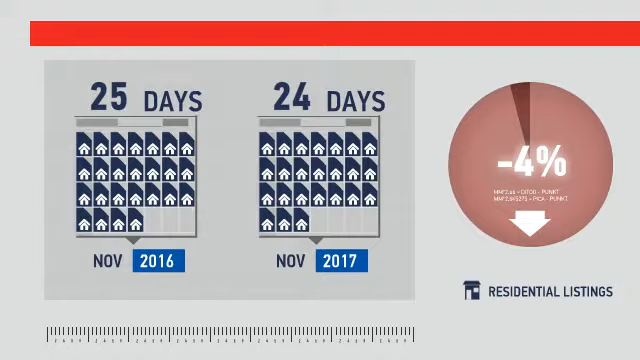 25 DAYS
24 DAYS
NOV 2016
NOV 2017
-4%
RESIDENTIAL LISTINGS